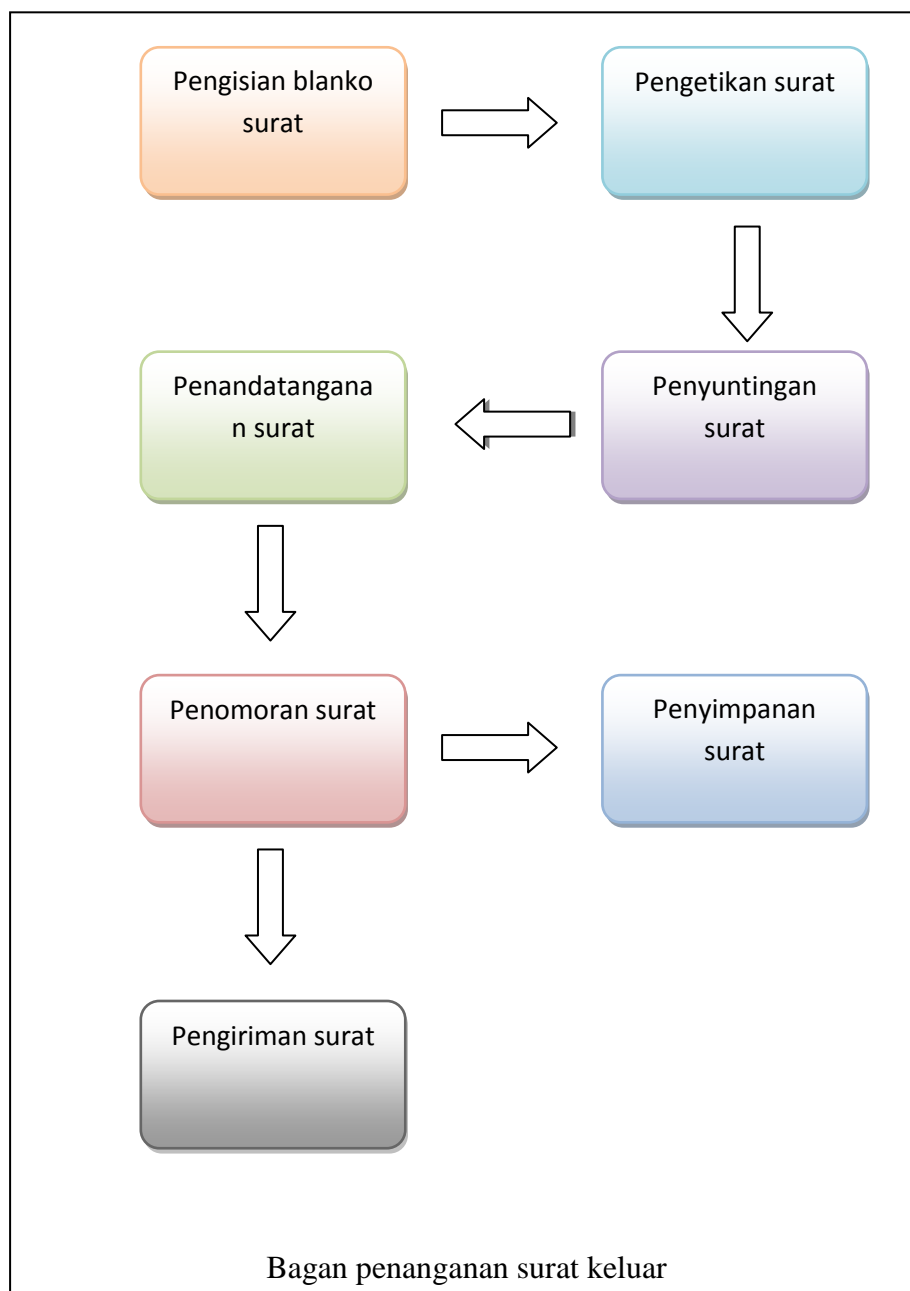 Pengisian blanko
surat
Pengetikan surat
Penandatangana
n surat
Penyuntingan
surat
Penomoran surat
Penyimpanan
surat
Pengiriman surat
Bagan penanganan surat keluar